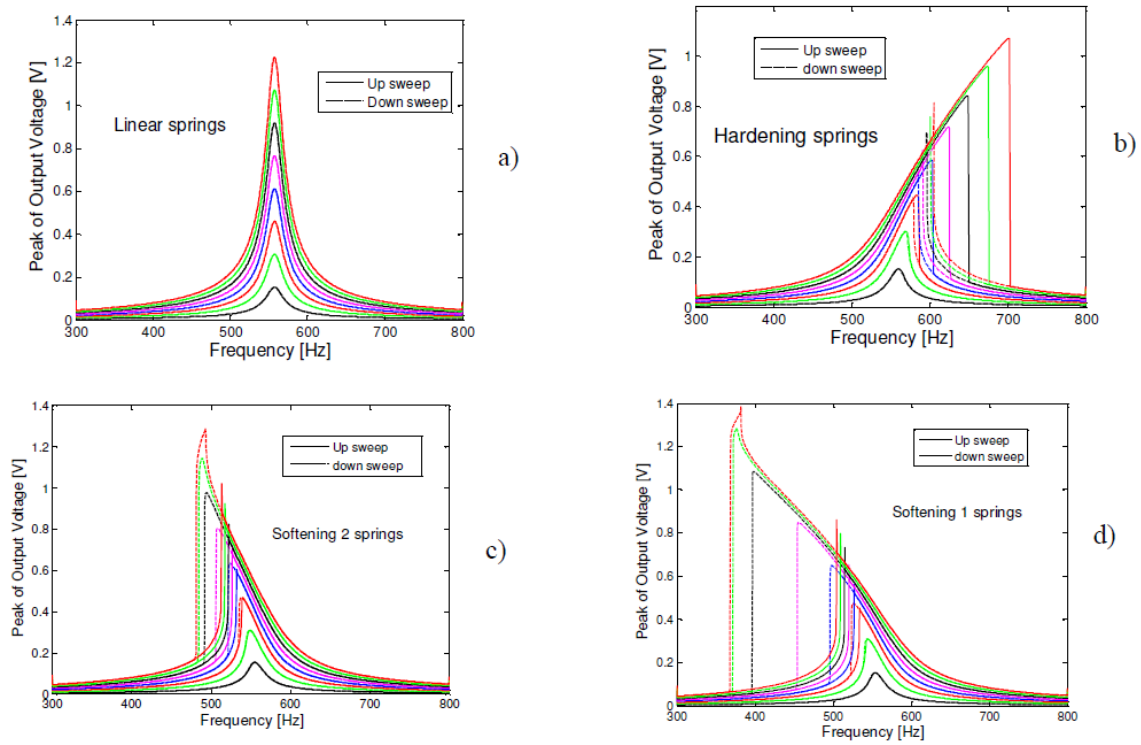 1.4
1.2
1
0.8
0.6
0.4
0.2
0
300 400 500 600 700 800
Peak of Output Voltage [V]
Frequency [Hz]
Linear springs
Up sweep
Down sweep
a)
1
0.8
0.6
0.4
0.2
0
300 400 500 600 700 800
Peak of Output Voltage [V]
Frequency [Hz]
Hardening springs
Up sweep
down sweep
b)
1.4
1.2
1
0.8
0.6
0.4
0.2
0
300 400 500 600 700 800
Peak of Output Voltage [V]
Frequency [Hz]
Up sweep
down sweep
Softening 2 springs
c)
1.4
1.2
1
0.8
0.6
0.4
0.2
0
300 400 500 600 700 800
Peak of Output Voltage [V]
Frequency [Hz]
Up sweep
down sweep
Softening 1 springs
d)